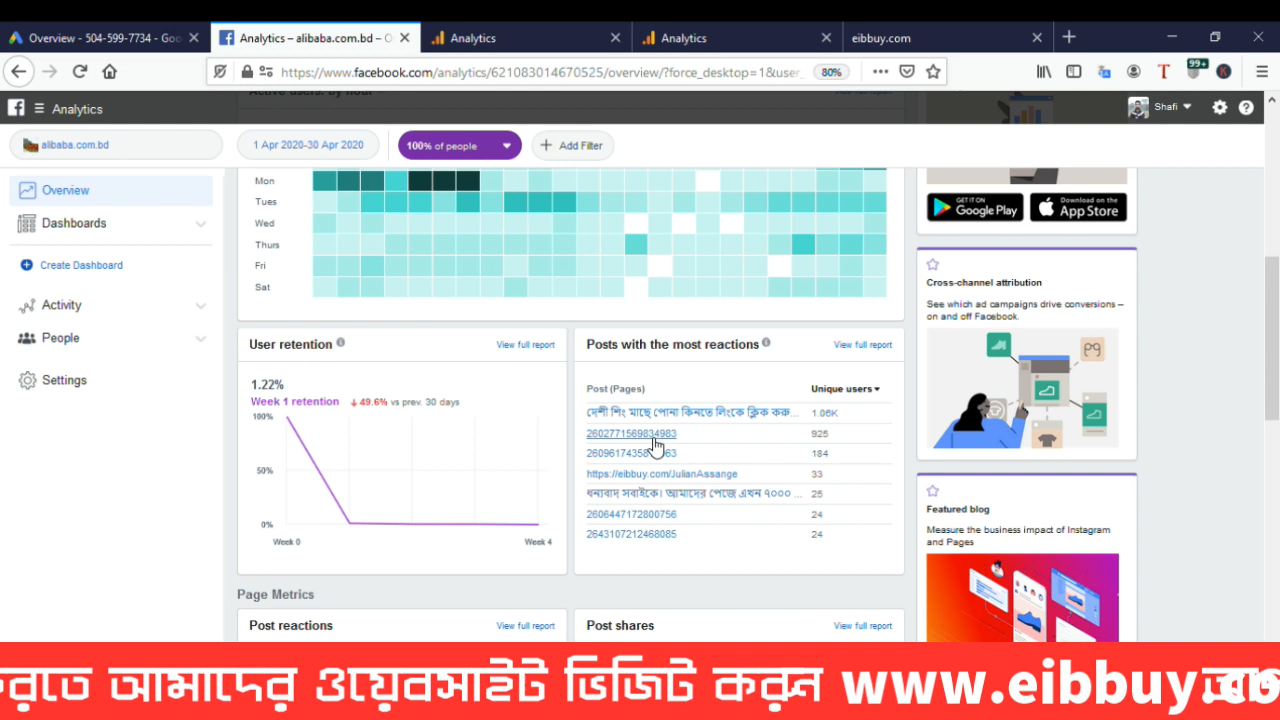 Overview - 504-599-7734 - Goo
Analytics – alibaba.com.bd – O
Analytics
Analytics
eibbuy.com
https://www.facebook.com/analytics/621083014670525/overview/?force_desktop=1&user_
80%
99+
Analytics
Shafi
alibaba.com.bd
1 Apr 2020-30 Apr 2020
100% of people
Add Filter
Overview
Dashboards
Create Dashboard
Activity
People
Settings
Active users: by hour
Mon
Tues
Wed
Thurs
Fri
Sat
User retention
View full report
1.22%
Week 1 retention
49.6% vs prev. 30 days
100%
50%
0%
Week 0
Week 4
Posts with the most reactions
View full report
Post (Pages)
Unique users
দেশী শিং মাছে পোনা কিনতে লিংকে ক্লিক করু...
1.06K
2602771569834983
925
184
https://eibbuy.com/JulianAssange
33
ধন্যবাদ সবাইকে। আমাদের পেজে এখন ৭০০০ ...
25
2606447172800756
24
2643107212468085
24
Page Metrics
Post reactions
View full report
Post shares
View full report
GET IT ON
Google Play
Download on the
App Store
Cross-channel attribution
See which ad campaigns drive conversions –
on and off Facebook.
Featured blog
Measure the business impact of Instagram
and Pages
করতে আমাদের ওয়েবসাইট ভিজিট করুন www.eibbuy.co